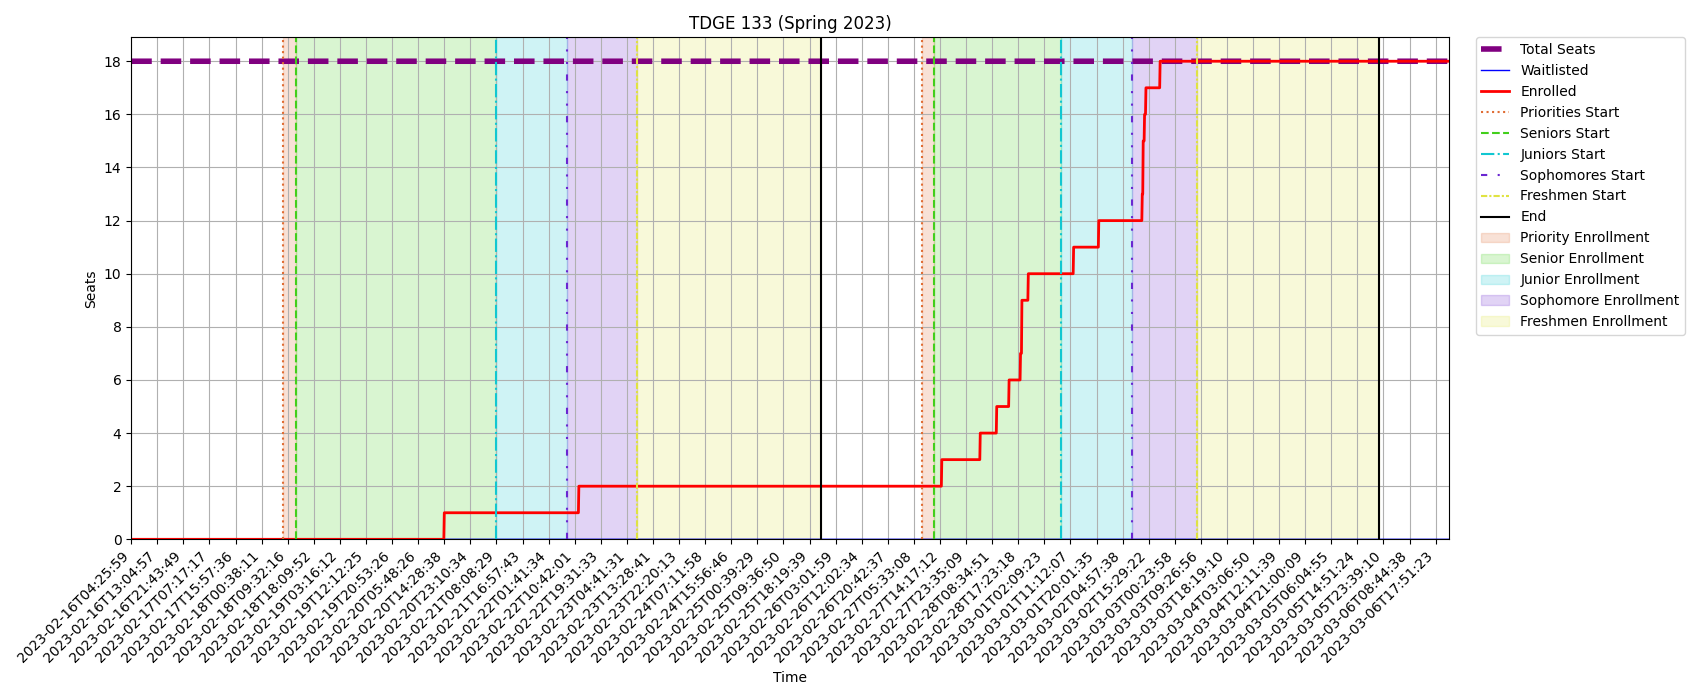 TDGE 133 (Spring 2023)
Seats
18
16
14
12
10
8
6
4
2
0
2023-02-16T04:25:59
2023-02-16T13:04:57
2023-02-16T21:43:49
2023-02-17T07:17:17
2023-02-17T15:57:36
2023-02-18T00:38:11
2023-02-18T09:32:16
2023-02-18T18:09:52
2023-02-19T03:16:12
2023-02-19T12:12:25
2023-02-19T20:53:26
2023-02-20T05:48:26
2023-02-20T14:28:38
2023-02-20T23:10:34
2023-02-21T08:08:29
2023-02-21T16:57:43
2023-02-22T01:41:34
2023-02-22T10:42:01
2023-02-22T19:31:33
2023-02-23T04:41:31
2023-02-23T13:28:41
2023-02-23T22:20:13
2023-02-24T07:11:58
2023-02-24T15:56:46
2023-02-25T00:39:29
2023-02-25T09:36:50
2023-02-25T18:19:39
2023-02-26T03:01:59
2023-02-26T12:02:34
2023-02-26T20:42:37
2023-02-27T05:33:08
2023-02-27T14:17:12
2023-02-27T23:35:09
2023-02-28T08:34:51
2023-02-28T17:23:18
2023-03-01T02:09:23
2023-03-01T11:12:07
2023-03-01T20:01:35
2023-03-02T04:57:38
2023-03-02T15:29:22
2023-03-03T00:23:58
2023-03-03T09:26:56
2023-03-03T18:19:10
2023-03-04T03:06:50
2023-03-04T12:11:39
2023-03-04T21:00:09
2023-03-05T06:04:55
2023-03-05T14:51:24
2023-03-05T23:39:10
2023-03-06T08:44:38
2023-03-06T17:51:23
Time
Total Seats
Waitlisted
Enrolled
Priorities Start
Seniors Start
Juniors Start
Sophomores Start
Freshmen Start
End
Priority Enrollment
Senior Enrollment
Junior Enrollment
Sophomore Enrollment
Freshmen Enrollment